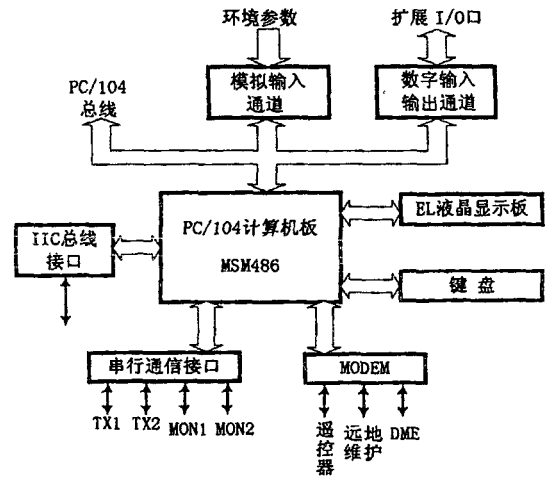 环境参数
扩展 I/O口
PC/104
总线
模拟输入
通道
数字输入
输出通道
PC/104计算机板
MSM486
EL液晶显示板
IIC总线
接口
键 盘
串行通信接口
MODEM
TX1 TX2 MON1 MON2
遥控器
远地
维护
DME